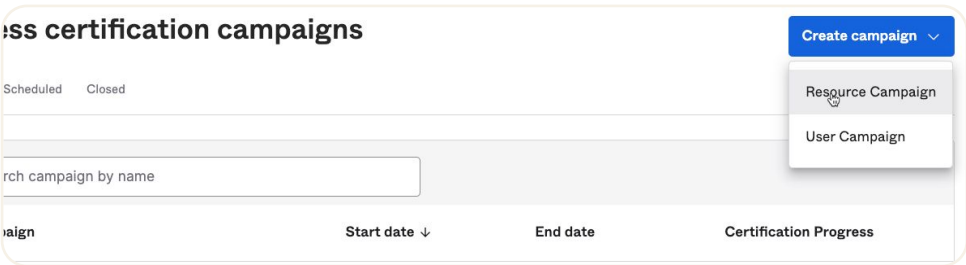 ess certification campaigns
Create campaign
Scheduled Closed
Resource Campaign
User Campaign
rch campaign by name
paign Start date ↓ End date Certification Progress